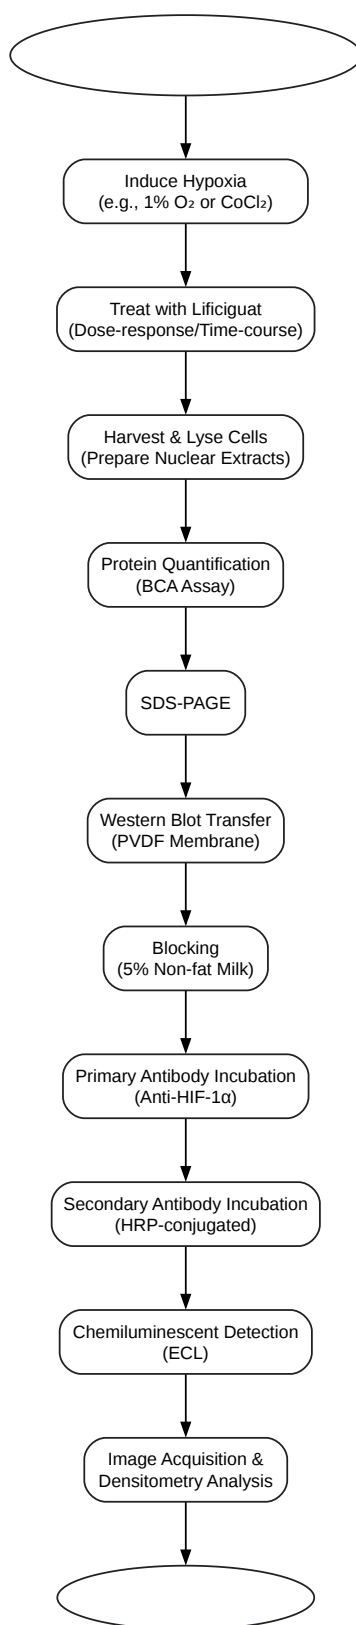 Induce Hypoxia
(e.g., 1% O₂ or CoCl₂)
Treat with Lificiguat
(Dose-response/Time-course)
Harvest & Lyse Cells
(Prepare Nuclear Extracts)
Protein Quantification
(BCA Assay)
SDS-PAGE
Western Blot Transfer
(PVDF Membrane)
Blocking
(5% Non-fat Milk)
Primary Antibody Incubation
(Anti-HIF-1α)
Secondary Antibody Incubation
(HRP-conjugated)
Chemiluminescent Detection
(ECL)
Image Acquisition &
Densitometry Analysis